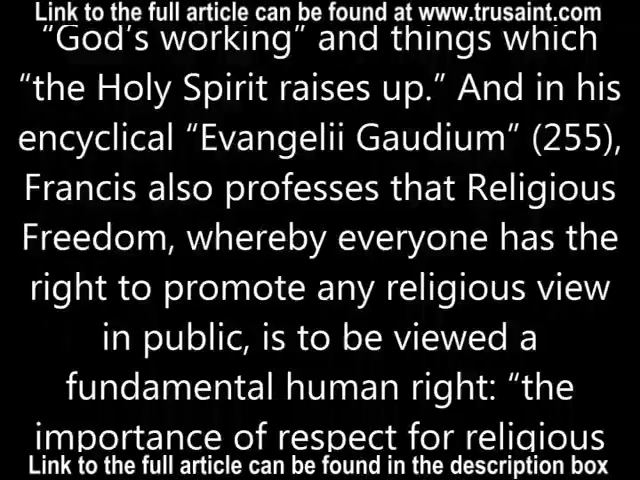 Link to the full article can be found at www.trusaint.com
“God’s working” and things which
“the Holy Spirit raises up.” And in his
encyclical “Evangelii Gaudium” (255),
Francis also professes that Religious
Freedom, whereby everyone has the
right to promote any religious view
in public, is to be viewed a
fundamental human right: “the
importance of respect for religious
Link to the full article can be found in the description box